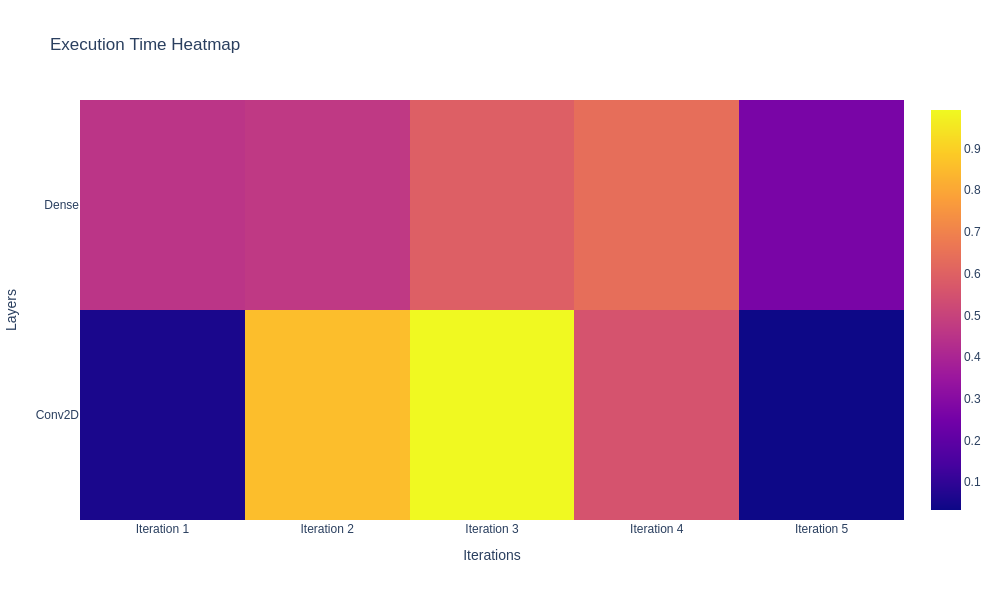 Execution Time Heatmap
Layers
Dense
Conv2D
Iteration 1
Iteration 2
Iteration 3
Iteration 4
Iteration 5
Iterations
0.9
0.8
0.7
0.6
0.5
0.4
0.3
0.2
0.1